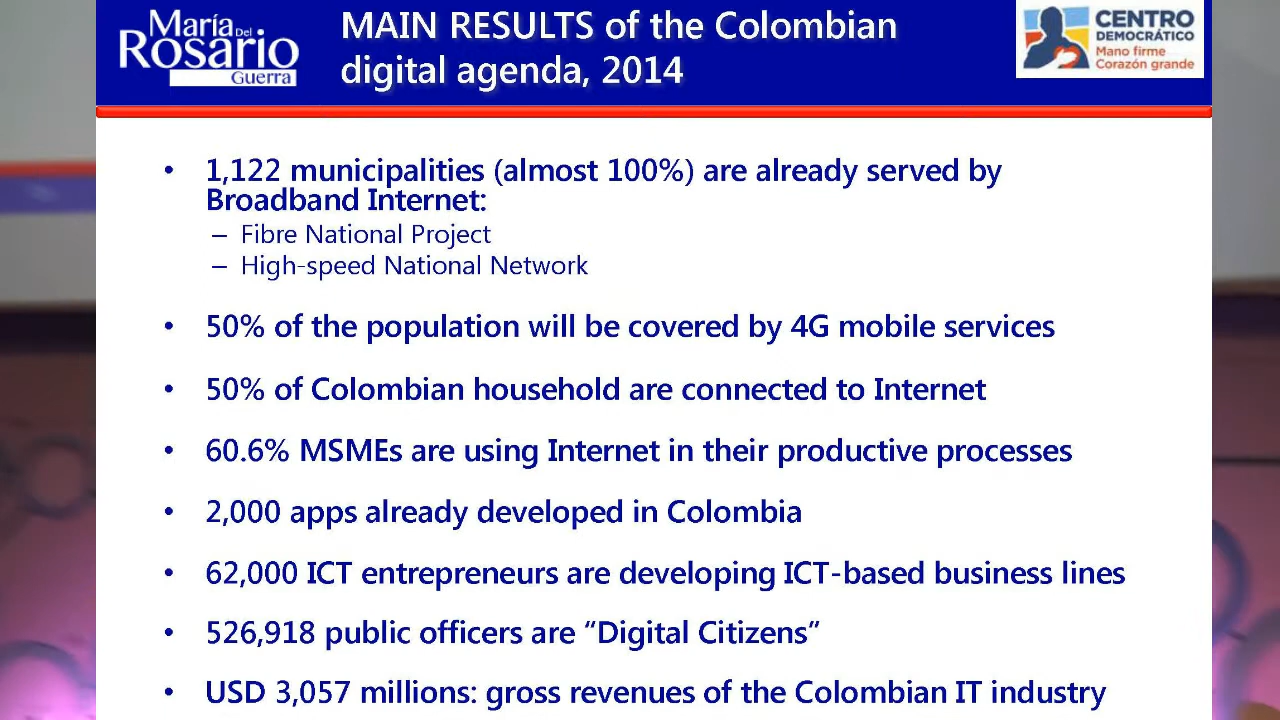 María Del
Rosario
Guerra
MAIN RESULTS of the Colombian
digital agenda, 2014
CENTRO
DEMOCRÁTICO
Mano firme
Corazón grande
• 1,122 municipalities (almost 100%) are already served by
Broadband Internet:
– Fibre National Project
– High-speed National Network
• 50% of the population will be covered by 4G mobile services
• 50% of Colombian household are connected to Internet
• 60.6% MSMEs are using Internet in their productive processes
• 2,000 apps already developed in Colombia
• 62,000 ICT entrepreneurs are developing ICT-based business lines
• 526,918 public officers are “Digital Citizens”
• USD 3,057 millions: gross revenues of the Colombian IT industry